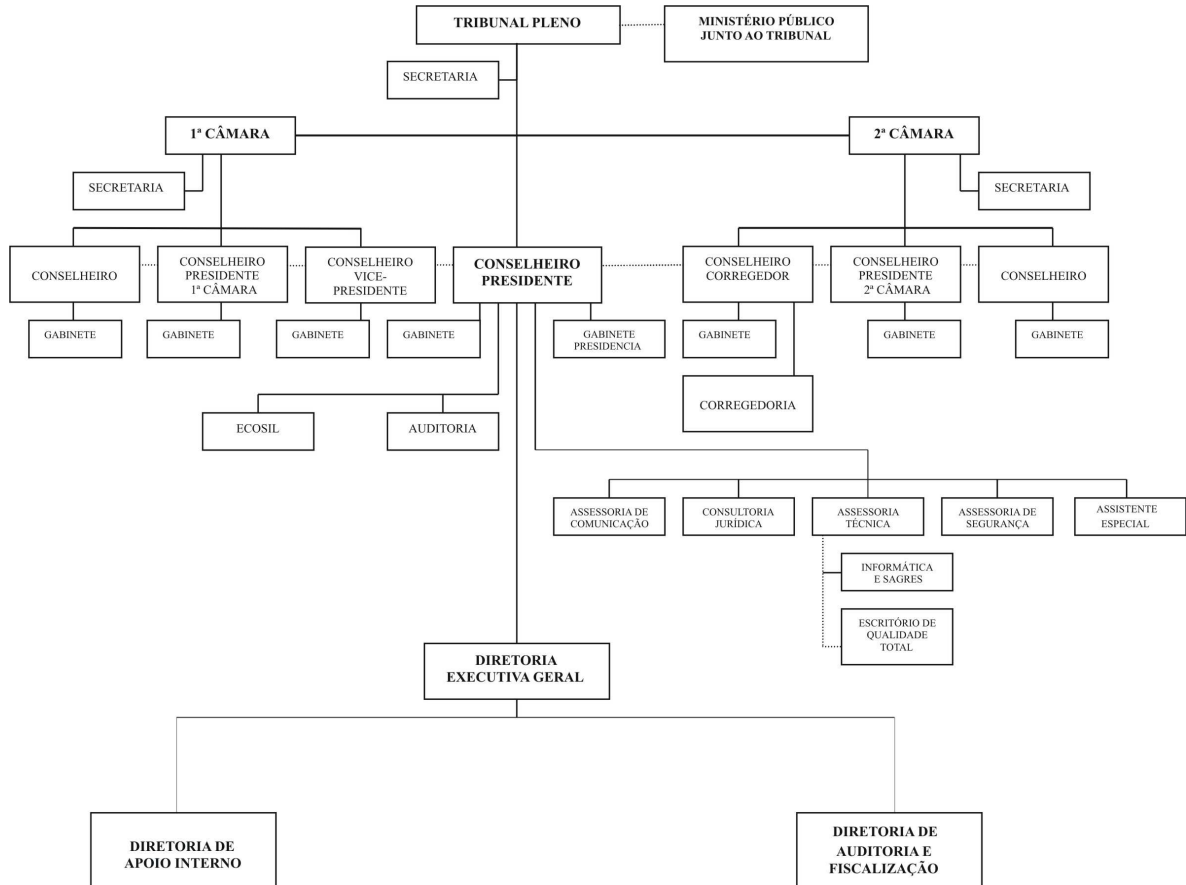 TRIBUNAL PLENO
MINISTÉRIO PÚBLICO
JUNTO AO TRIBUNAL
SECRETARIA
1ª CÂMARA
2ª CÂMARA
SECRETARIA
SECRETARIA
CONSELHEIRO
CONSELHEIRO
PRESIDENTE
1ª CÂMARA
CONSELHEIRO
VICE-
PRESIDENTE
CONSELHEIRO
PRESIDENTE
CONSELHEIRO
CORREGEDOR
CONSELHEIRO
PRESIDENTE
2ª CÂMARA
CONSELHEIRO
GABINETE
GABINETE
GABINETE
GABINETE
GABINETE
PRESIDENCIA
GABINETE
GABINETE
GABINETE
ECOSIL
AUDITORIA
CORREGEDORIA
ASSESSORIA DE
COMUNICAÇÃO
CONSULTORIA
JURÍDICA
ASSESSORIA
TÉCNICA
ASSESSORIA DE
SEGURANÇA
ASSISTENTE
ESPECIAL
INFORMÁTICA
E SAGRES
ESCRITÓRIO DE
QUALIDADE
TOTAL
DIRETORIA
EXECUTIVA GERAL
DIRETORIA DE
APOIO INTERNO
DIRETORIA DE
AUDITORIA E
FISCALIZAÇÃO